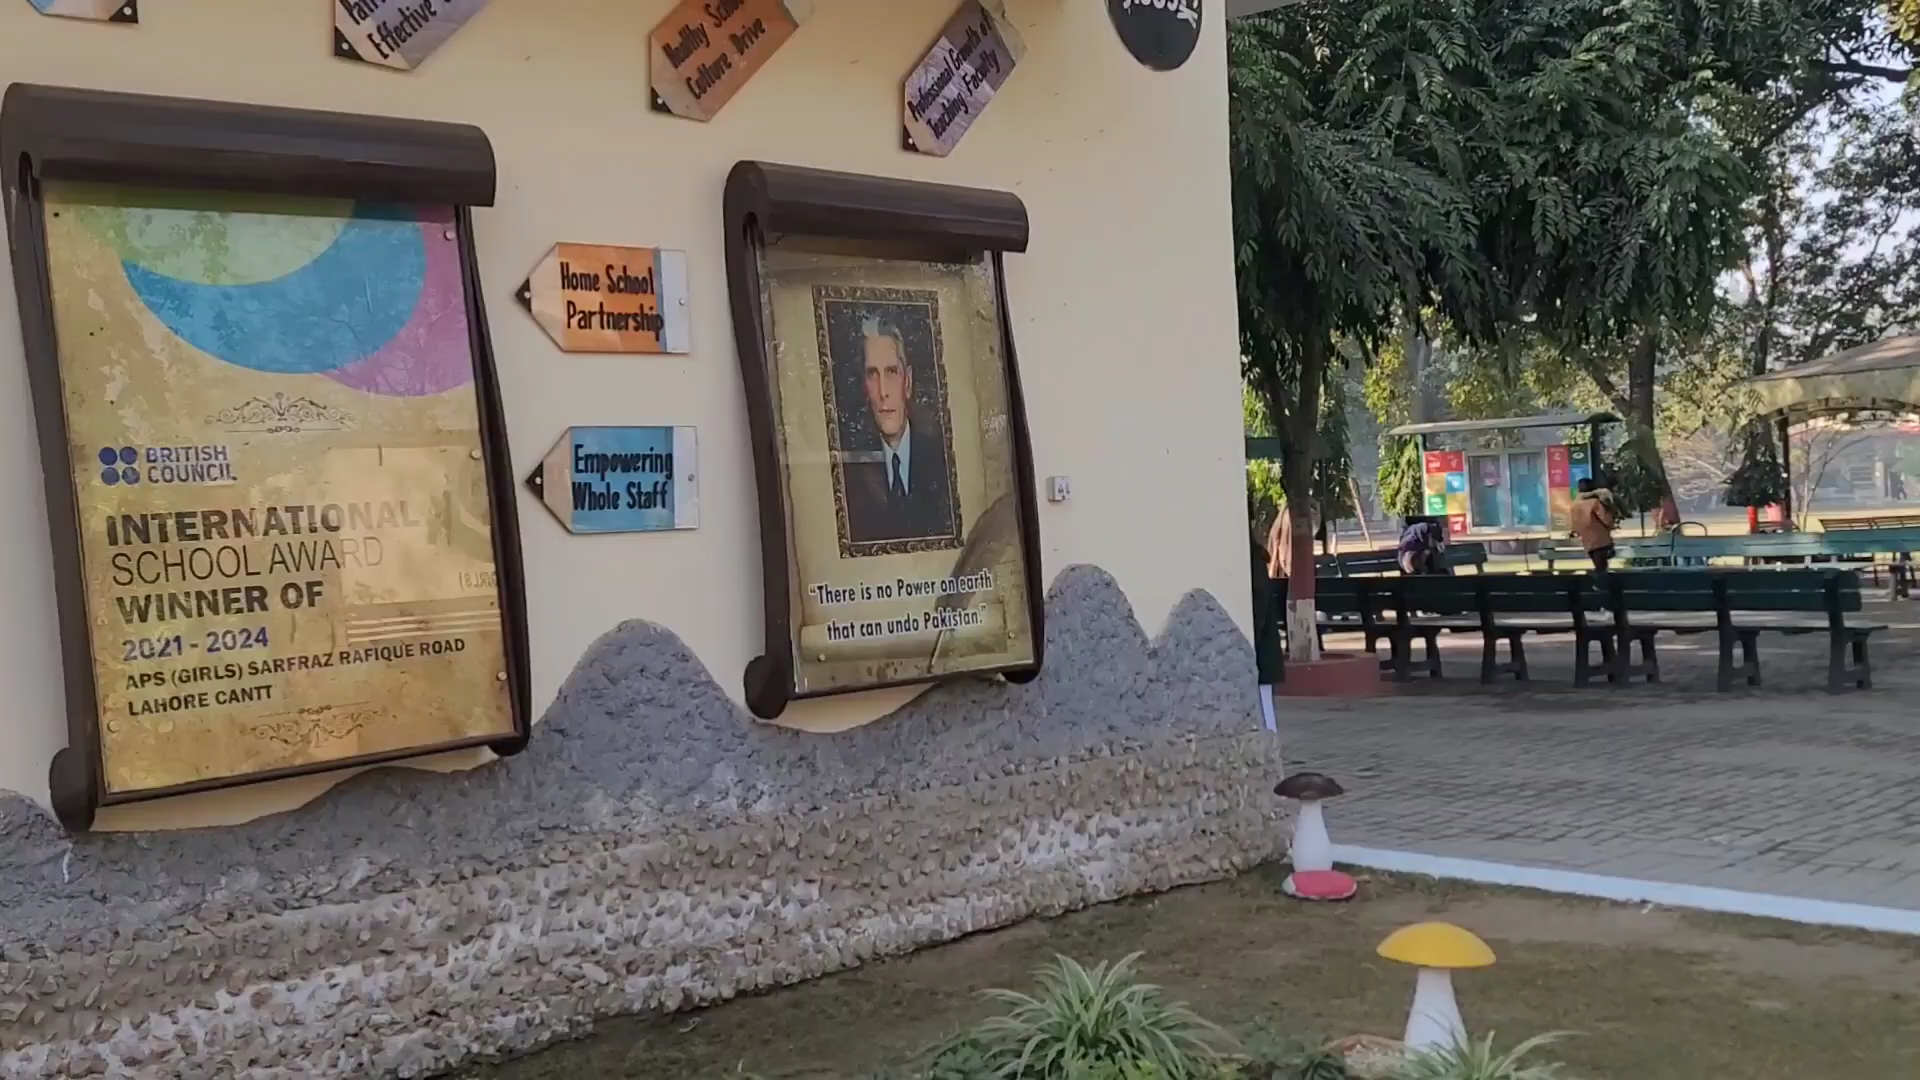 Effective
Healthy School
Culture Drive
Professional Growth of
Teaching Faculty
Home School
Partnership
Empowering
Whole Staff
BRITISH
COUNCIL
INTERNATIONAL
SCHOOL AWARD
WINNER OF
2021 - 2024
APS (GIRLS) SARFRAZ RAFIQUE ROAD
LAHORE CANTT
"There is no Power on earth
that can undo Pakistan."